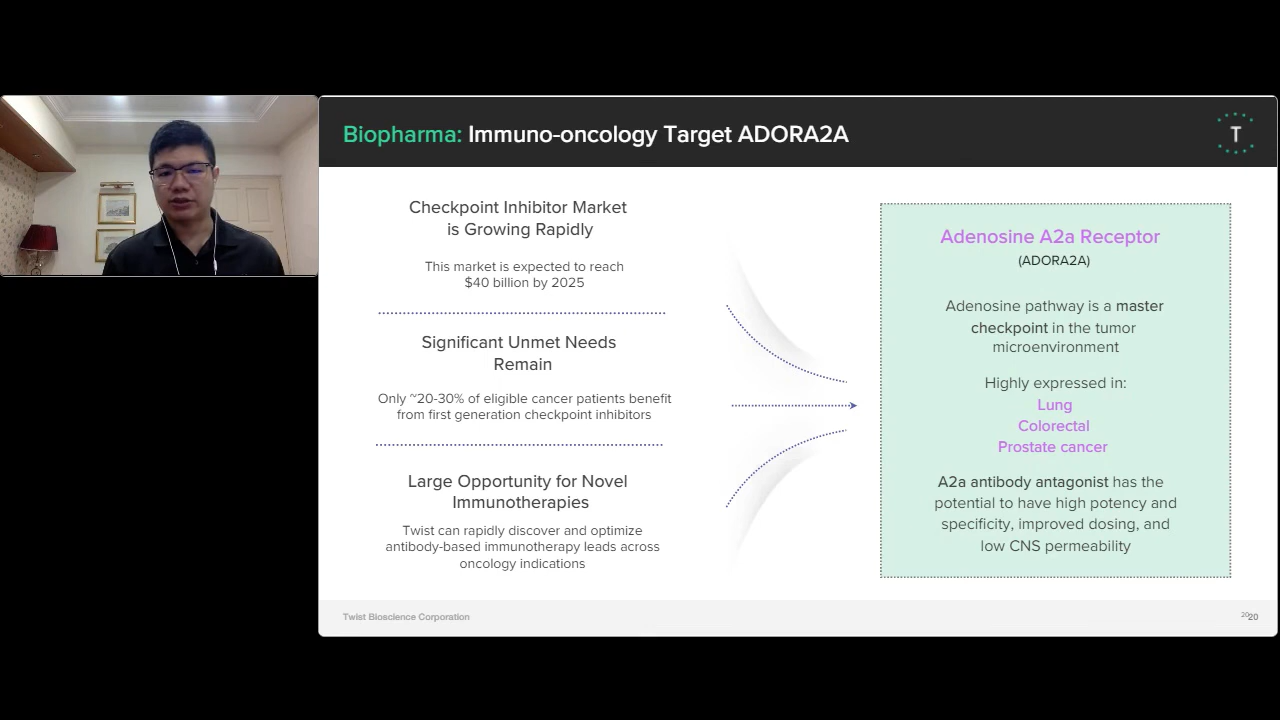 Biopharma: Immuno-oncology Target ADORA2A
T
Checkpoint Inhibitor Market
is Growing Rapidly
This market is expected to reach
$40 billion by 2025
Significant Unmet Needs
Remain
Only ~20-30% of eligible cancer patients benefit
from first generation checkpoint inhibitors
Large Opportunity for Novel
Immunotherapies
Twist can rapidly discover and optimize
antibody-based immunotherapy leads across
oncology indications
Adenosine A2a Receptor
(ADORA2A)
Adenosine pathway is a master
checkpoint in the tumor
microenvironment
Highly expressed in:
Lung
Colorectal
Prostate cancer
A2a antibody antagonist has the
potential to have high potency and
specificity, improved dosing, and
low CNS permeability
Twist Bioscience Corporation
20 20